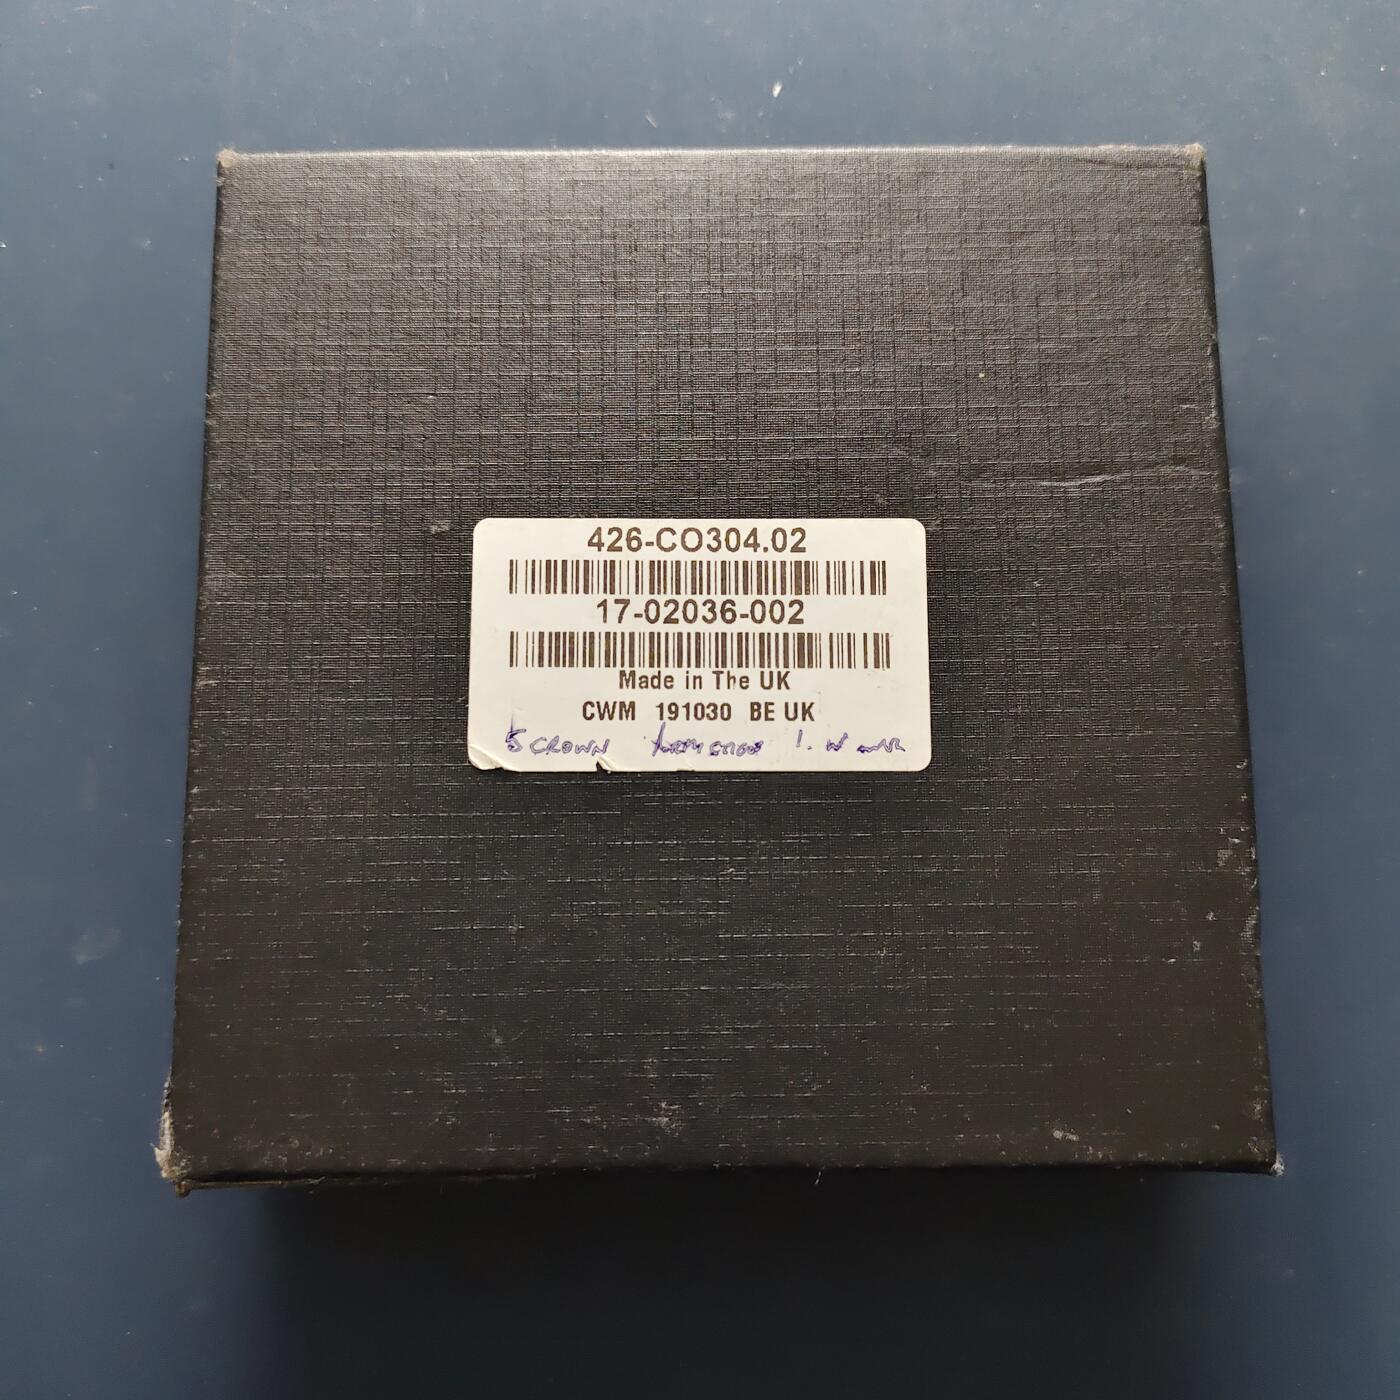 426-CO304.02
17-02036-002
Made in The UK
CWM 191030 BE UK
5 CROWN